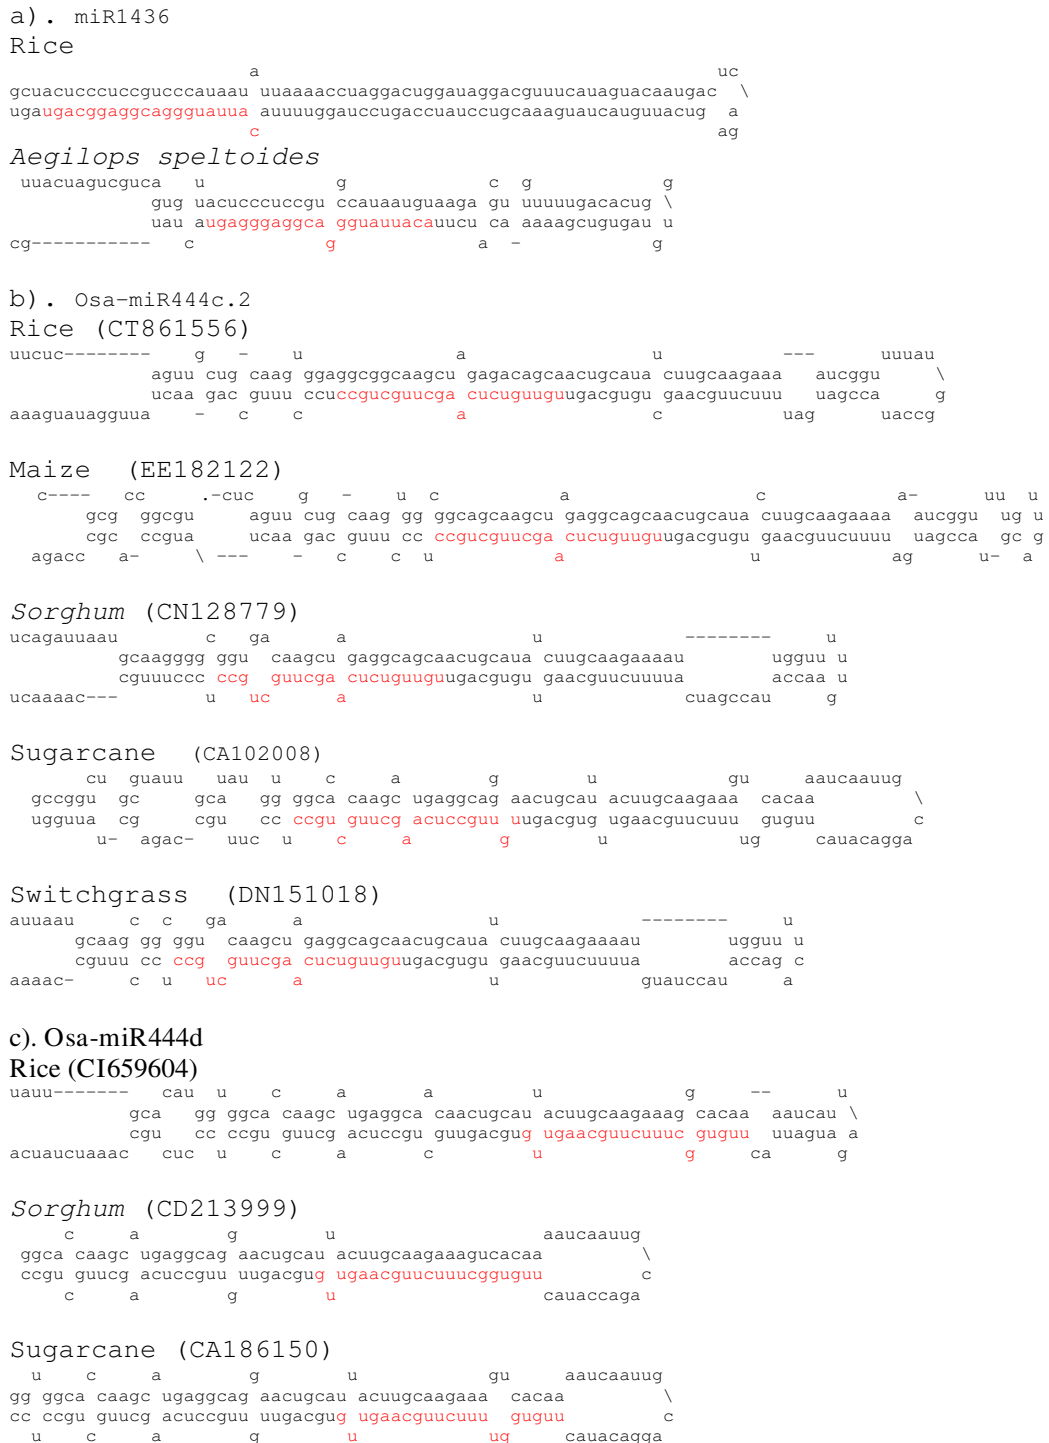 a). miR1436
Rice
a uc
gcuacucccuccgucccauaau uuaaaaccuaggacuggauaggacguuucauaguacaaugac \
ugaugacggaggcaggguauua auuuuggauccugaccuauccugcaaaguaucauguuacug a
c ag
Aegilops speltoides
uuacuagucguca u g c g g
gug uacucccuccgu ccauaauguaaga gu uuuuugacacug \
uau augagggaggca gguauuacauucu ca aaaagcugugau u
cg----------- c g a - g
b). Osa-miR444c.2
Rice (CT861556)
uucuc-------- g - u a u --- uuuau
aguu cug caag ggaggcggcaagcu gagacagcaacugcaua cuugcaagaaa aucggu \
ucaa gac guuu ccuccgucguucga cucuguuguugacgugu gaacguucuuu uagcca g
aaaguauagguua - c c a c uag uaccg
Maize (EE182122)
c---- cc .-cuc g - u c a c a- uu u
gcg ggcgu aguu cug caag gg ggcagcaagcu gaggcagcaacugcaua cuugcaagaaaa aucggu ug u
cgc ccgua ucaa gac guuu cc ccgucguucga cucuguuguugacgugu gaacguucuuuu uagcca gc g
agacc a- \ --- - c c u a u ag u- a
Sorghum (CN128779)
ucagauuaau c ga a u -------- u
gcaagggg ggu caagcu gaggcagcaacugcaua cuugcaagaaaau ugguu u
cguuuccc ccg guucga cucuguuguugacgugu gaacguucuuuua accaa u
ucaaaac--- u uc a u cuagccau g
Sugarcane (CA102008)
cu guauu uau u c a g u gu aaucaauug
gccggu gc gca gg ggca caagc ugaggcag aacugcau acuugcaagaaa cacaa \
ugguua cg cgu cc ccgu guucg acuccguu uugacgug ugaacguucuuu guguu c
u- agac- uuc u c a g u ug cauacagga
Switchgrass (DN151018)
auuaau c c ga a u -------- u
gcaag gg ggu caagcu gaggcagcaacugcaua cuugcaagaaaau ugguu u
cguuu cc ccg guucga cucuguuguugacgugu gaacguucuuuua accag c
aaaac- c u uc a u guauccau a
c). Osa-miR444d
Rice (CI659604)
uauu------- cau u c a a u g -- u
gca gg ggca caagc ugaggca caacugcau acuugcaagaaag cacaa aaucau \
cgu cc ccgu guucg acuccgu guugacgug ugaacguucuuuc guguu uuagua a
acuaucuaaac cuc u c a c u g ca g
Sorghum (CD213999)
c a g u aaucaauug
ggca caagc ugaggcag aacugcau acuugcaagaaagucacaa \
ccgu guucg acuccguu uugacgug ugaacguucuuucgguguu c
c a g u cauaccaga
Sugarcane (CA186150)
u c a g u gu aaucaauug
gg ggca caagc ugaggcag aacugcau acuugcaagaaa cacaa \
cc ccgu guucg acuccguu uugacgug ugaacguucuuu guguu c
u c a g u ug cauacagga